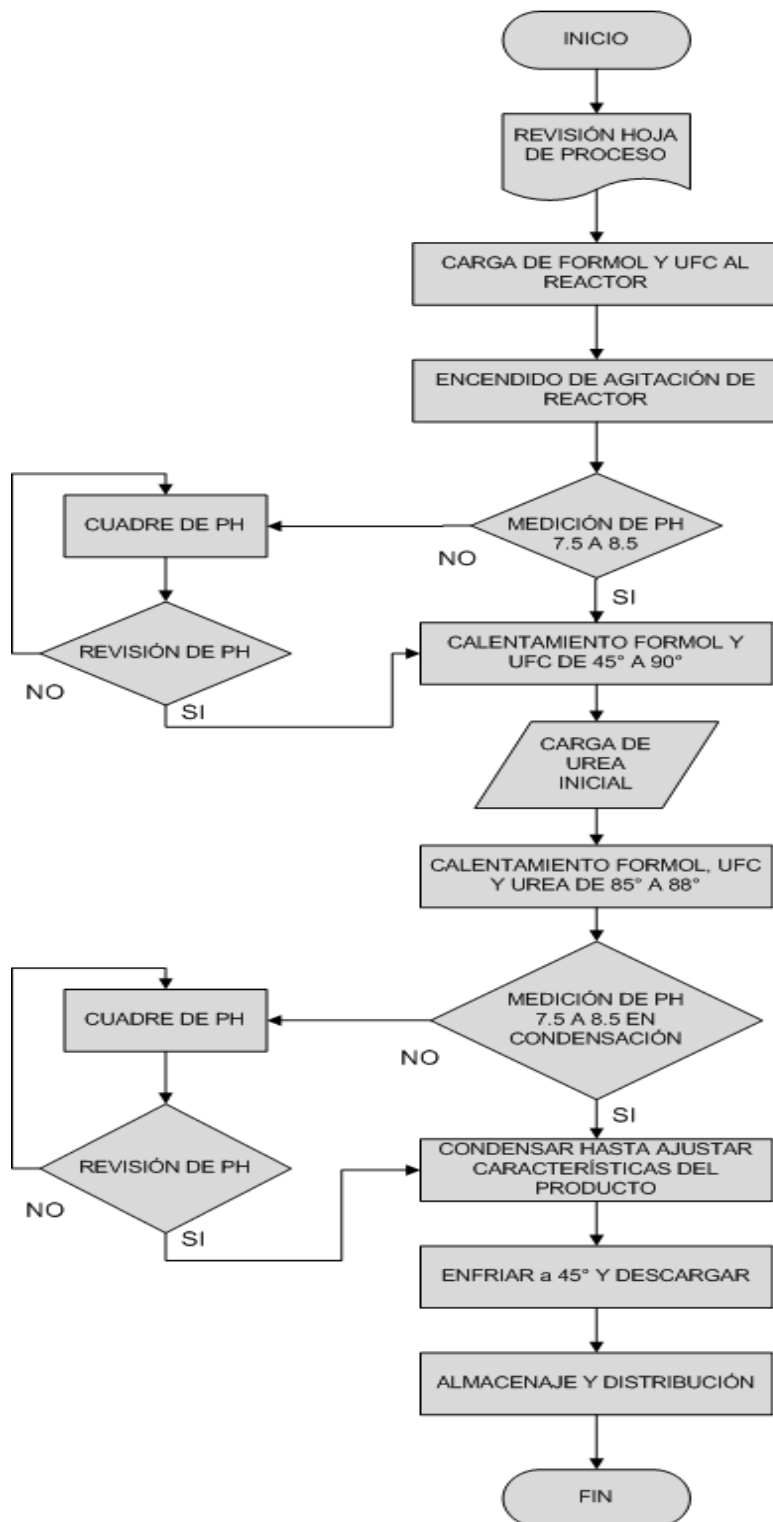 INICIO
REVISIÓN HOJA
DE PROCESO
CARGA DE FORMOL Y UFC AL
REACTOR
ENCENDIDO DE AGITACIÓN DE
REACTOR
MEDICIÓN DE PH
7.5 A 8.5
NO
SI
CUADRE DE PH
REVISIÓN DE PH
NO
SI
CALENTAMIENTO FORMOL Y
UFC DE 45° A 90°
CARGA DE
UREA
INICIAL
CALENTAMIENTO FORMOL, UFC
Y UREA DE 85° A 88°
MEDICIÓN DE PH
7.5 A 8.5 EN
CONDENSACIÓN
NO
SI
CUADRE DE PH
REVISIÓN DE PH
NO
SI
CONDENSAR HASTA AJUSTAR
CARACTERÍSTICAS DEL
PRODUCTO
ENFRIAR a 45° Y DESCARGAR
ALMACENAJE Y DISTRIBUCIÓN
FIN